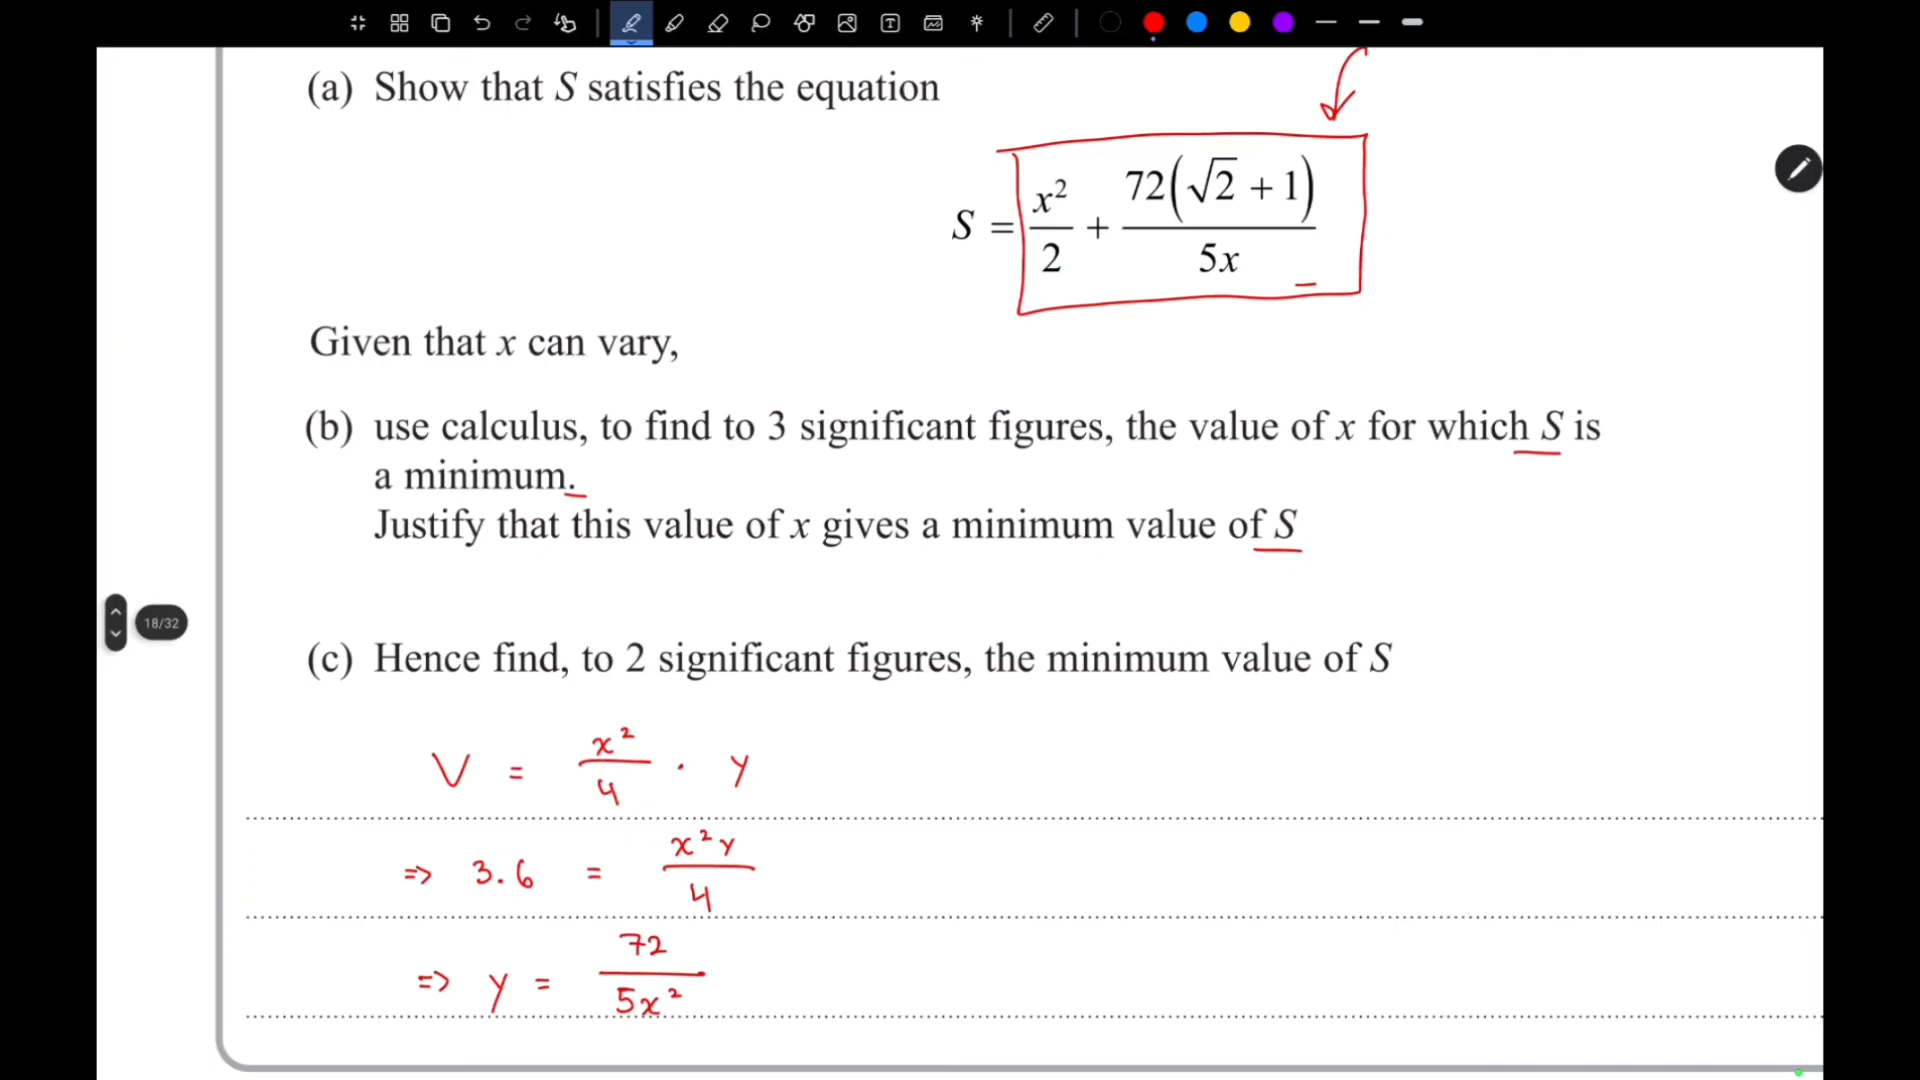 (a) Show that S satisfies the equation
S = x²/2 + 72(√2 + 1)/5x
Given that x can vary,
(b) use calculus, to find to 3 significant figures, the value of x for which S is
a minimum.
Justify that this value of x gives a minimum value of S
18/32
(c) Hence find, to 2 significant figures, the minimum value of S
V = x²/4 · y
=> 3.6 = x²y/4
=> y = 72/5x²